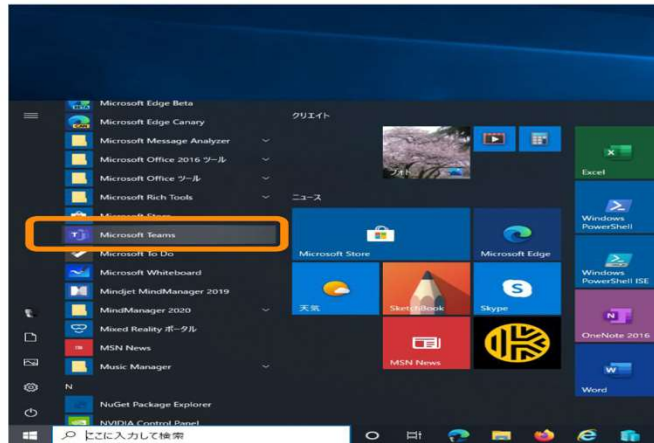 Microsoft Edge Beta
Microsoft Edge Canary
Microsoft Message Analyzer
Microsoft Office 2016 ツール
Microsoft Office ツール
Microsoft Rich Tools
Microsoft Store
Microsoft Teams
Microsoft To Do
Microsoft Whiteboard
Mindjet MindManager 2019
MindManager 2020
Mixed Reality ポータル
MSN News
Music Manager
N
NuGet Package Explorer
NVIDIA Control Panel
クリエイト
フォト
Excel
ニュース
Windows PowerShell
Microsoft Store
Microsoft Edge
Windows PowerShell ISE
天気
SketchBook
Skype
OneNote 2016
MSN News
Word
ここに入力して検索